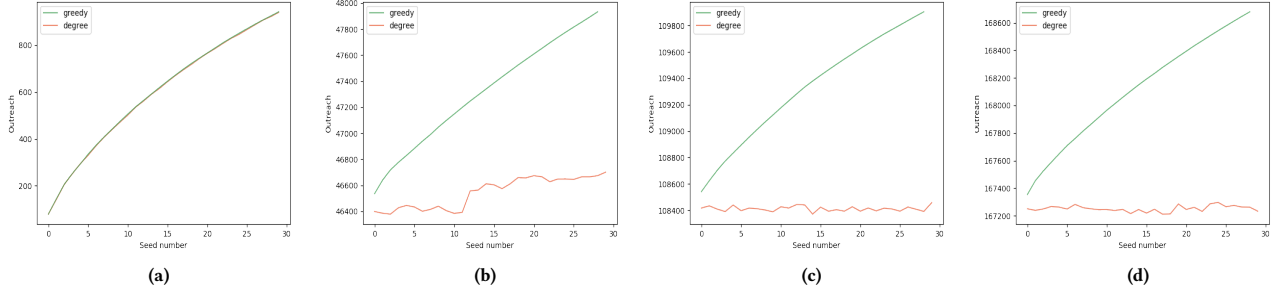 greedy
degree
800
600
400
200
Outreach
0 5 10 15 20 25 30
Seed number
(a)
greedy
degree
48000
47800
47600
47400
47200
47000
46800
46600
46400
Outreach
0 5 10 15 20 25 30
Seed number
(b)
greedy
degree
109800
109600
109400
109200
109000
108800
108600
108400
Outreach
0 5 10 15 20 25 30
Seed number
(c)
greedy
degree
168600
168400
168200
168000
167800
167600
167400
167200
Outreach
0 5 10 15 20 25 30
Seed number
(d)